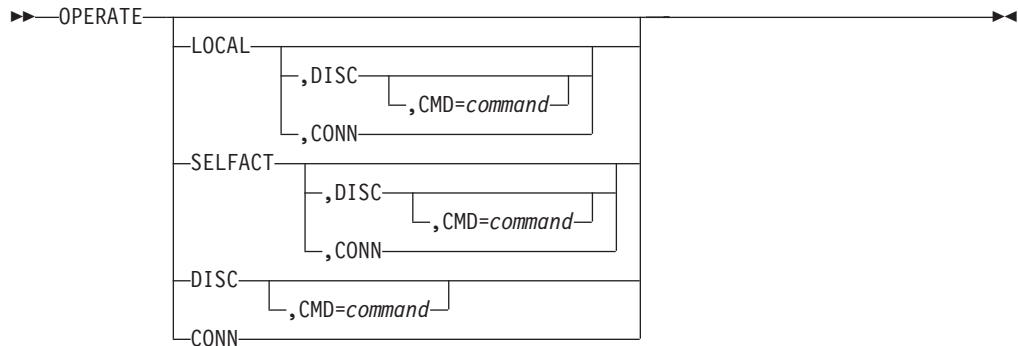 OPERATE
LOCAL
,DISC
,CMD=command
,CONN
SELFACT
,DISC
,CMD=command
,CONN
DISC
,CMD=command
CONN